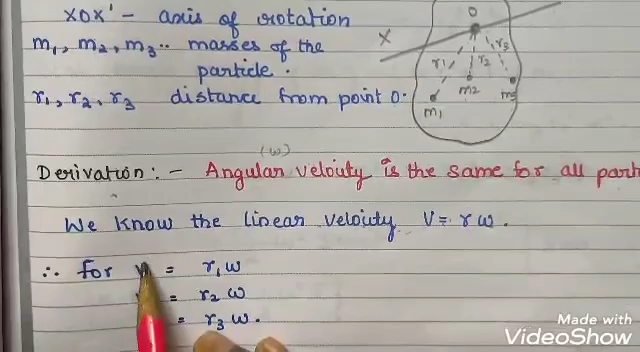 XOX' - axis of rotation
m₁, m₂, m₃.. masses of the
particle.
r₁, r₂, r₃ distance from point O.
O
X
r₁
r₂
r₃
m₁
m₂
m₃
(ω)
Derivation :- Angular velouity is the same for all part
We know the linear velouity V = rω.
∴ for = r₁ω
= r₂ω
= r₃ω.
Made with
VideoShow